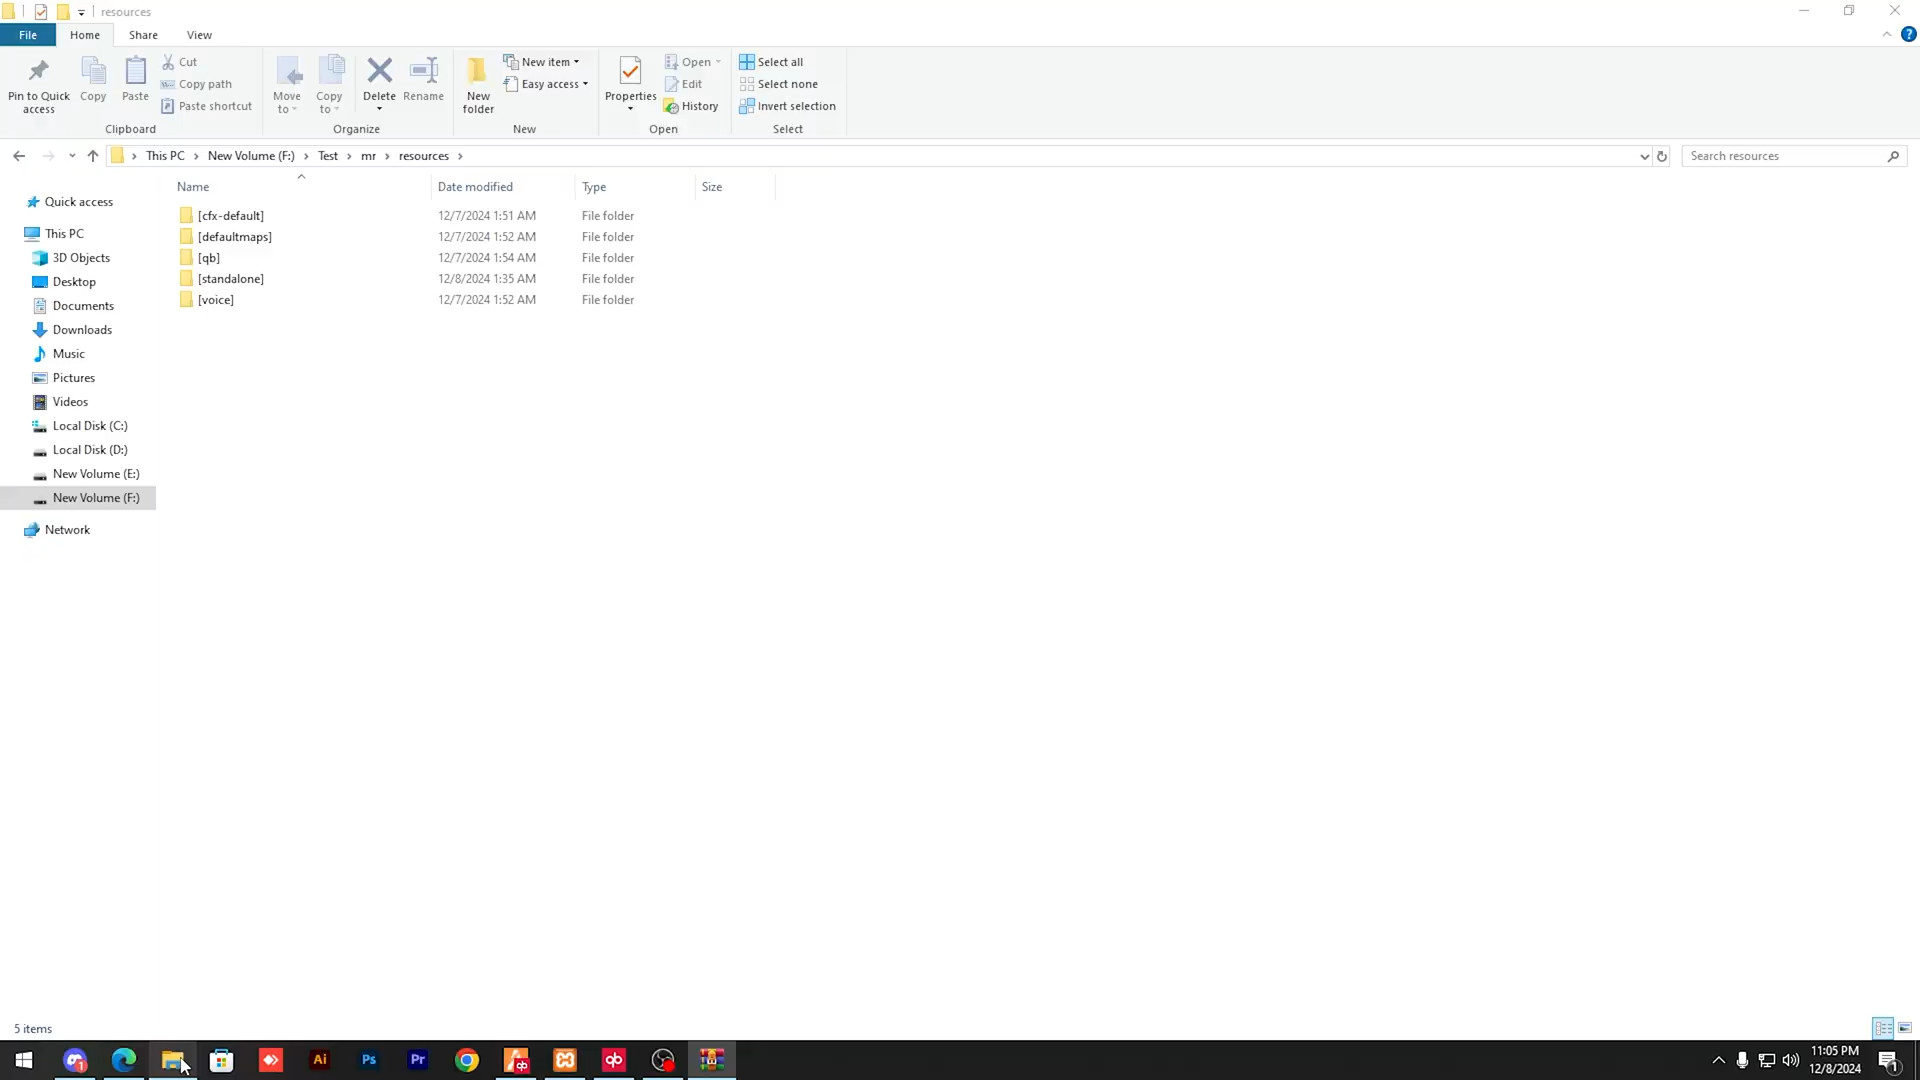 resources
File Home Share View
Pin to Quick access
Copy
Paste
Cut
Copy path
Paste shortcut
Clipboard
Move to
Copy to
Delete
Rename
Organize
New folder
New item
Easy access
New
Properties
Open
Edit
History
Open
Select all
Select none
Invert selection
Select
This PC New Volume (F:) Test mr resources
Search resources
Name Date modified Type Size
[cfx-default] 12/7/2024 1:51 AM File folder
[defaultmaps] 12/7/2024 1:52 AM File folder
[qb] 12/7/2024 1:54 AM File folder
[standalone] 12/8/2024 1:35 AM File folder
[voice] 12/7/2024 1:52 AM File folder
Quick access
This PC
3D Objects
Desktop
Documents
Downloads
Music
Pictures
Videos
Local Disk (C:)
Local Disk (D:)
New Volume (E:)
New Volume (F:)
Network
5 items
1 Ai Ps Pr qb qb
11:05 PM
12/8/2024
1